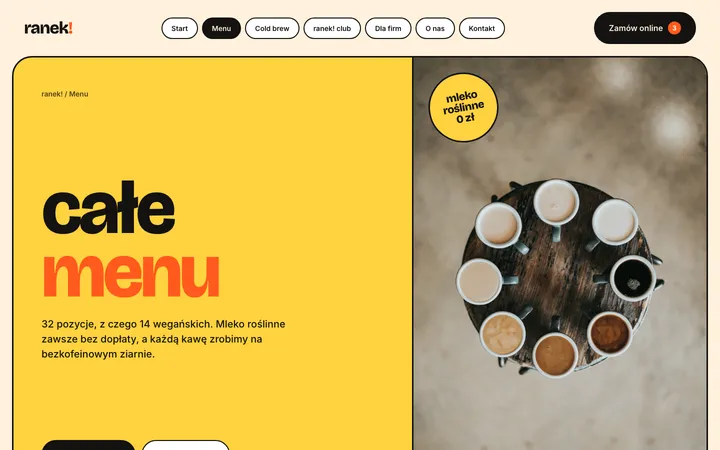 ranek!
Start
Menu
Cold brew
ranek! club
Dla firm
O nas
Kontakt
Zamów online 3
ranek! / Menu
mleko
roślinne
0 zł
całe
menu
32 pozycje, z czego 14 wegańskich. Mleko roślinne
zawsze bez dopłaty, a każdą kawę zrobimy na
bezkofeinowym ziarnie.